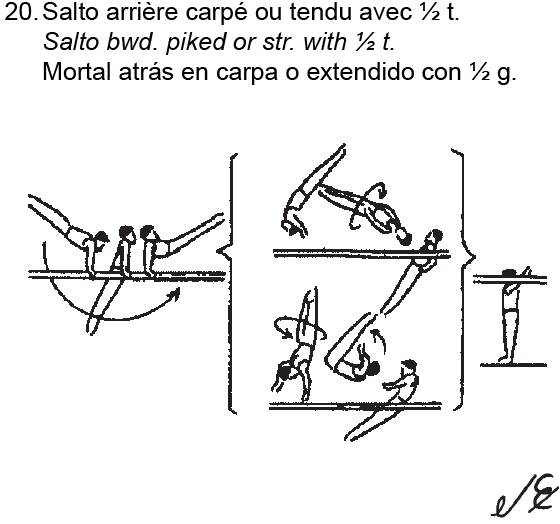 20. Salto arrière carpé ou tendu avec ½ t.
Salto bwd. piked or str. with ½ t.
Mortal atrás en carpa o extendido con ½ g.